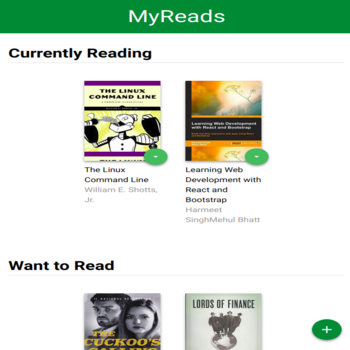 MyReads
Currently Reading
THE LINUX
COMMAND LINE
Learning Web Development
with React and Bootstrap
The Linux
Command Line
William E. Shotts,
Jr.
Learning Web
Development with
React and
Bootstrap
Harmeet
SinghMehul Bhatt
Want to Read
THE
CUCKOO'S
CALLING
LORDS OF FINANCE